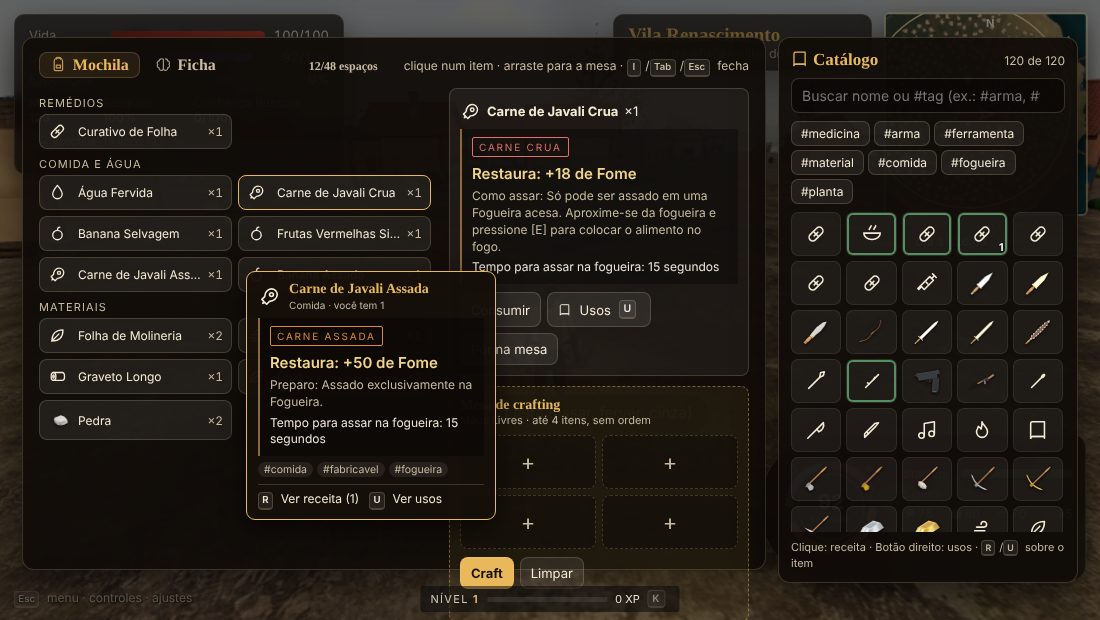 Vida
100/100
Vila Renascimento
N
Mochila
Ficha
12/48 espaços
clique num item · arraste para a mesa · I / Tab / Esc fecha
REMÉDIOS
Curativo de Folha ×1
COMIDA E ÁGUA
Água Fervida ×1
Carne de Javali Crua ×1
Banana Selvagem ×1
Frutas Vermelhas Si... ×1
Carne de Javali Ass... ×1
MATERIAIS
Folha de Molineria ×2
Graveto Longo ×1
Pedra ×2
Carne de Javali Assada
Comida · você tem 1
CARNE ASSADA
Restaura: +50 de Fome
Preparo: Assado exclusivamente na
Fogueira.
Tempo para assar na fogueira: 15
segundos
#comida #fabricavel #fogueira
R Ver receita (1) U Ver usos
Carne de Javali Crua ×1
CARNE CRUA
Restaura: +18 de Fome
Como assar: Só pode ser assado em uma
Fogueira acesa. Aproxime-se da fogueira e
pressione [E] para colocar o alimento no
fogo.
Tempo para assar na fogueira: 15 segundos
sumir
Usos U
na mesa
de crafting
livres · até 4 itens, sem ordem
+ +
+ +
Craft
Limpar
Catálogo
120 de 120
Buscar nome ou #tag (ex.: #arma, #
#medicina #arma #ferramenta
#material #comida #fogueira
#planta
1
Clique: receita · Botão direito: usos · R / U sobre o
item
Esc menu · controles · ajustes
NÍVEL 1
0 XP K